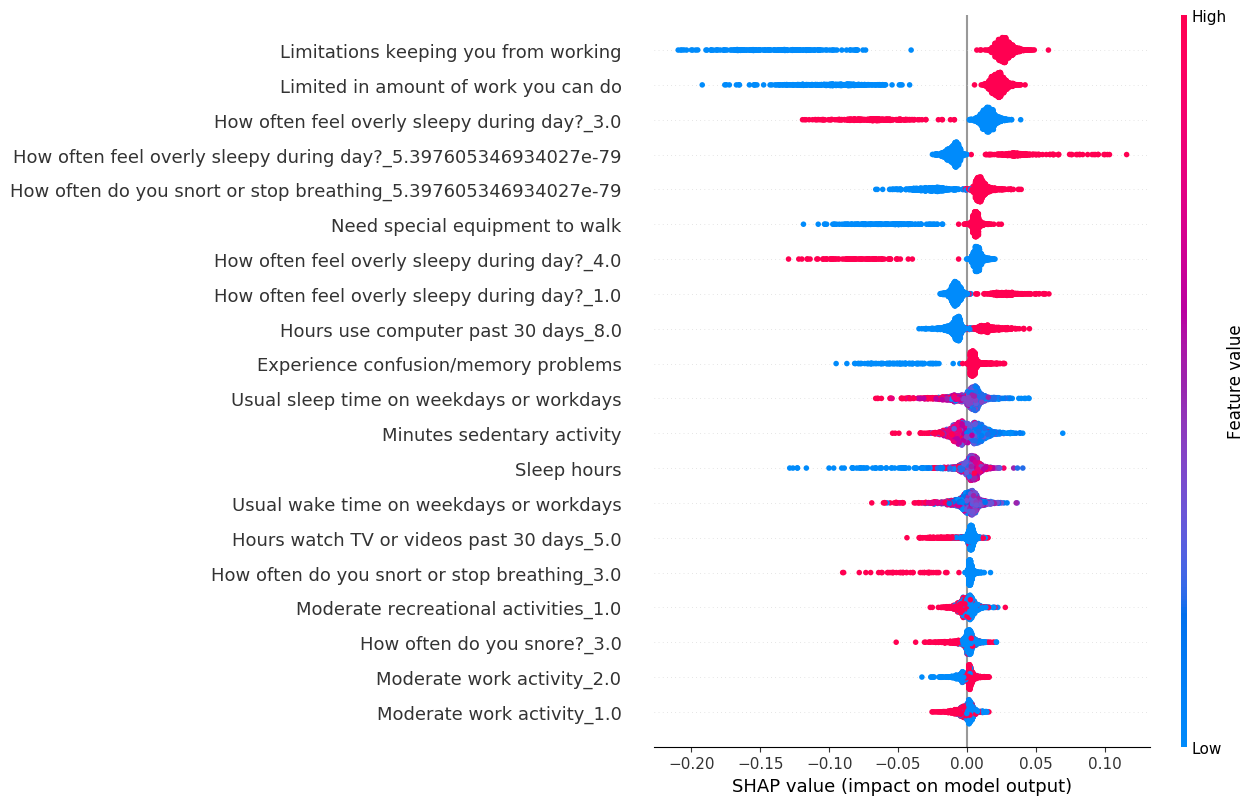 High
Limitations keeping you from working
Limited in amount of work you can do
How often feel overly sleepy during day?_3.0
How often feel overly sleepy during day?_5.397605346934027e-79
How often do you snort or stop breathing_5.397605346934027e-79
Need special equipment to walk
How often feel overly sleepy during day?_4.0
How often feel overly sleepy during day?_1.0
Hours use computer past 30 days_8.0
Experience confusion/memory problems
Usual sleep time on weekdays or workdays
Minutes sedentary activity
Sleep hours
Usual wake time on weekdays or workdays
Hours watch TV or videos past 30 days_5.0
How often do you snort or stop breathing_3.0
Moderate recreational activities_1.0
How often do you snore?_3.0
Moderate work activity_2.0
Moderate work activity_1.0
Feature value
Low
−0.20 −0.15 −0.10 −0.05 0.00 0.05 0.10
SHAP value (impact on model output)